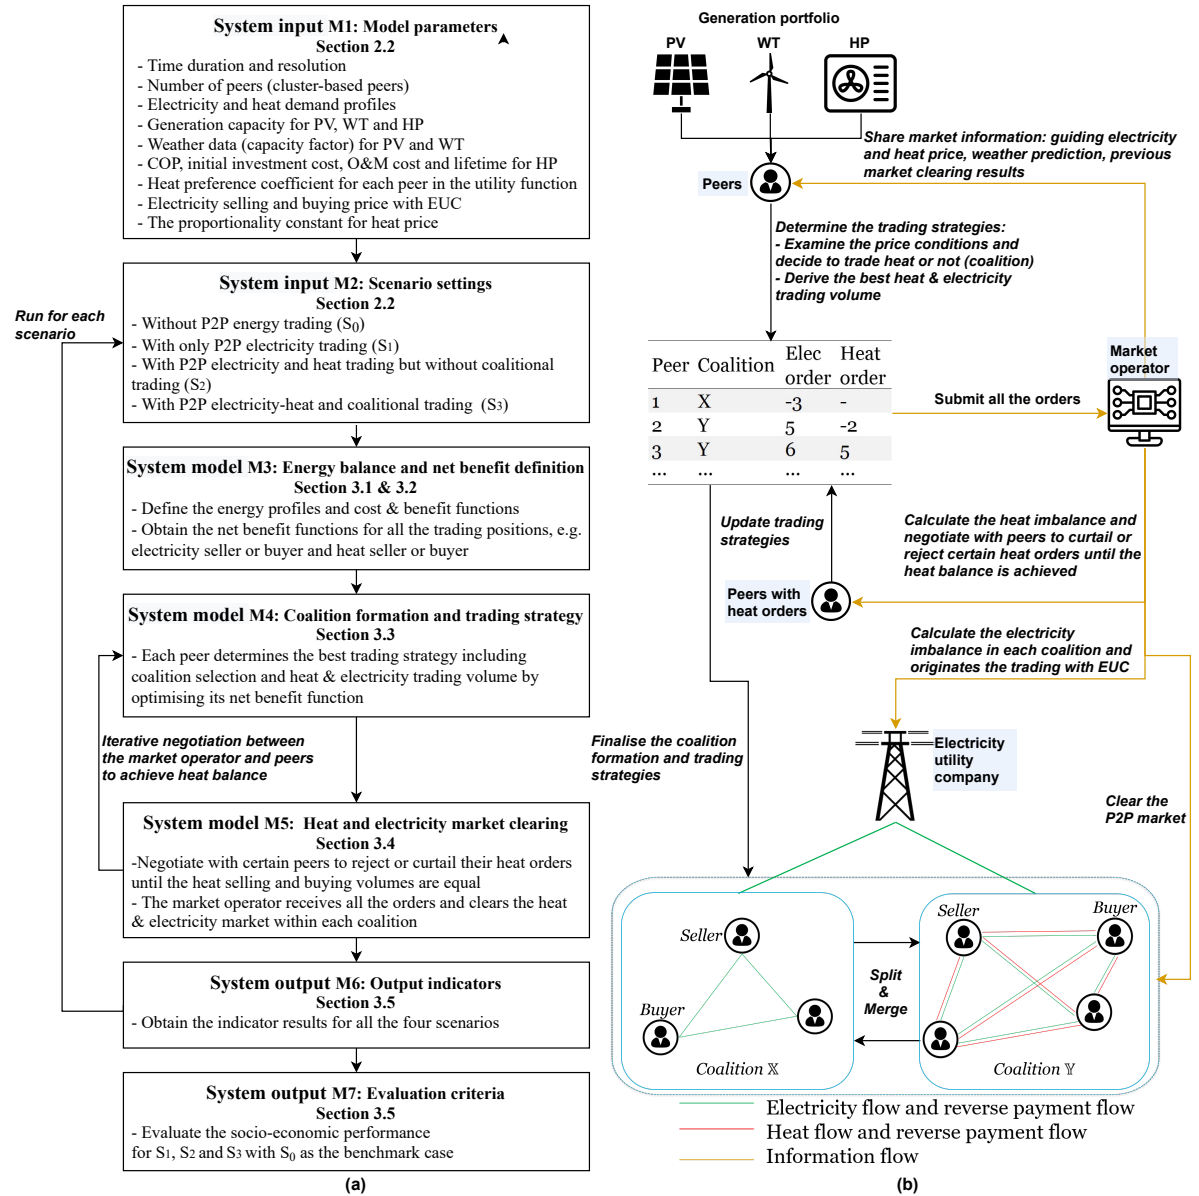 System input M1: Model parameters
Section 2.2
- Time duration and resolution
- Number of peers (cluster-based peers)
- Electricity and heat demand profiles
- Generation capacity for PV, WT and HP
- Weather data (capacity factor) for PV and WT
- COP, initial investment cost, O&M cost and lifetime for HP
- Heat preference coefficient for each peer in the utility function
- Electricity selling and buying price with EUC
- The proportionality constant for heat price
System input M2: Scenario settings
Section 2.2
- Without P2P energy trading (S0)
- With only P2P electricity trading (S1)
- With P2P electricity and heat trading but without coalitional
trading (S2)
- With P2P electricity-heat and coalitional trading (S3)
Run for each
scenario
System model M3: Energy balance and net benefit definition
Section 3.1 & 3.2
- Define the energy profiles and cost & benefit functions
- Obtain the net benefit functions for all the trading positions, e.g.
electricity seller or buyer and heat seller or buyer
System model M4: Coalition formation and trading strategy
Section 3.3
- Each peer determines the best trading strategy including
coalition selection and heat & electricity trading volume by
optimising its net benefit function
Iterative negotiation between
the market operator and peers
to achieve heat balance
System model M5: Heat and electricity market clearing
Section 3.4
-Negotiate with certain peers to reject or curtail their heat orders
until the heat selling and buying volumes are equal
- The market operator receives all the orders and clears the heat
& electricity market within each coalition
System output M6: Output indicators
Section 3.5
- Obtain the indicator results for all the four scenarios
System output M7: Evaluation criteria
Section 3.5
- Evaluate the socio-economic performance
for S1, S2 and S3 with S0 as the benchmark case
(a)
Generation portfolio
PV WT HP
Share market information: guiding electricity
and heat price, weather prediction, previous
market clearing results
Peers
Determine the trading strategies:
- Examine the price conditions and
decide to trade heat or not (coalition)
- Derive the best heat & electricity
trading volume
Peer Coalition Elec order Heat order
1 X -3 -
2 Y 5 -2
3 Y 6 5
... ... ... ...
Submit all the orders
Market
operator
Update trading
strategies
Peers with
heat orders
Calculate the heat imbalance and
negotiate with peers to curtail or
reject certain heat orders until the
heat balance is achieved
Calculate the electricity
imbalance in each coalition and
originates the trading with EUC
Finalise the coalition
formation and trading
strategies
Electricity
utility
company
Clear the
P2P market
Seller
Buyer
Coalition 𝕏
Split
&
Merge
Seller
Buyer
Coalition 𝕐
Electricity flow and reverse payment flow
Heat flow and reverse payment flow
Information flow
(b)